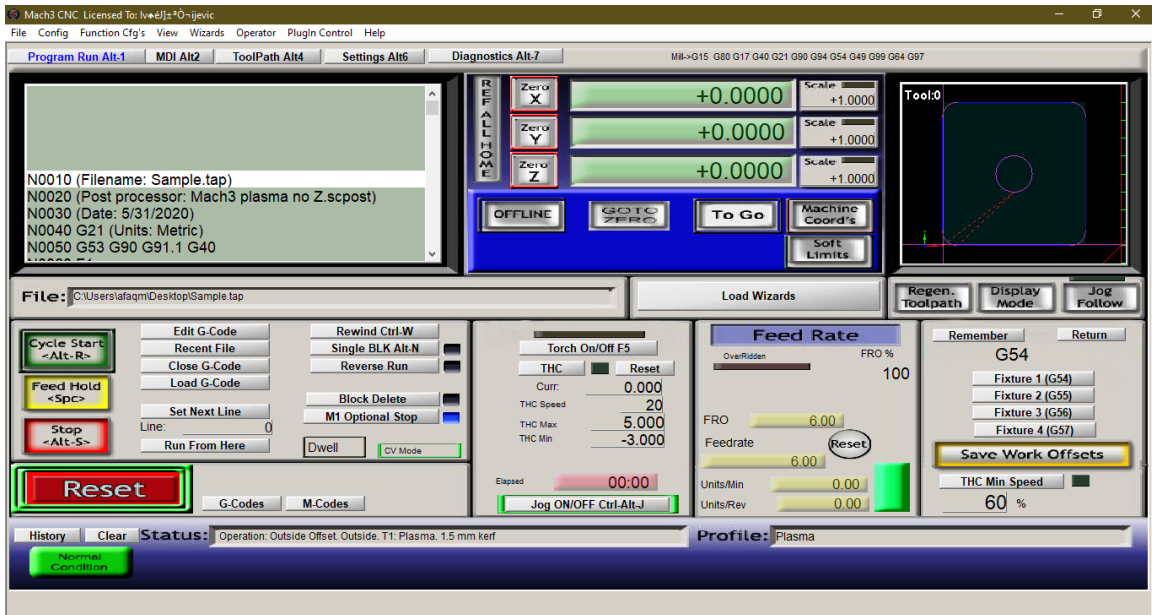 Mach3 CNC Licensed To: Iv♠éJ]±ªÒ¬ijevic
File Config Function Cfg's View Wizards Operator PlugIn Control Help
Program Run Alt-1 MDI Alt2 ToolPath Alt4 Settings Alt6 Diagnostics Alt-7 Mill->G15 G80 G17 G40 G21 G90 G94 G54 G49 G99 G64 G97
N0010 (Filename: Sample.tap)
N0020 (Post processor: Mach3 plasma no Z.scpost)
N0030 (Date: 5/31/2020)
N0040 G21 (Units: Metric)
N0050 G53 G90 G91.1 G40
REF ALL HOME
Zero X +0.0000 Scale +1.0000
Zero Y +0.0000 Scale +1.0000
Zero Z +0.0000 Scale +1.0000
OFFLINE GOTO ZERO To Go Machine Coord's
Soft Limits
Tool:0
File: C:\Users\afaqm\Desktop\Sample.tap
Load Wizards
Regen. Toolpath Display Mode Jog Follow
Cycle Start <Alt-R>
Feed Hold <Spc>
Stop <Alt-S>
Edit G-Code
Recent File
Close G-Code
Load G-Code
Set Next Line
Line: 0
Run From Here
Rewind Ctrl-W
Single BLK Alt-N
Reverse Run
Block Delete
M1 Optional Stop
Dwell CV Mode
Reset
G-Codes M-Codes
Torch On/Off F5
THC Reset
Curr: 0.000
THC Speed 20
THC Max 5.000
THC Min -3.000
Elapsed 00:00
Jog ON/OFF Ctrl-Alt-J
Feed Rate
OverRidden FRO %
100
FRO 6.00
Feedrate Reset
6.00
Units/Min 0.00
Units/Rev 0.00
Remember Return
G54
Fixture 1 (G54)
Fixture 2 (G55)
Fixture 3 (G56)
Fixture 4 (G57)
Save Work Offsets
THC Min Speed
60 %
History Clear Status: Operation: Outside Offset. Outside. T1: Plasma. 1.5 mm kerf
Profile: Plasma
Normal Condition